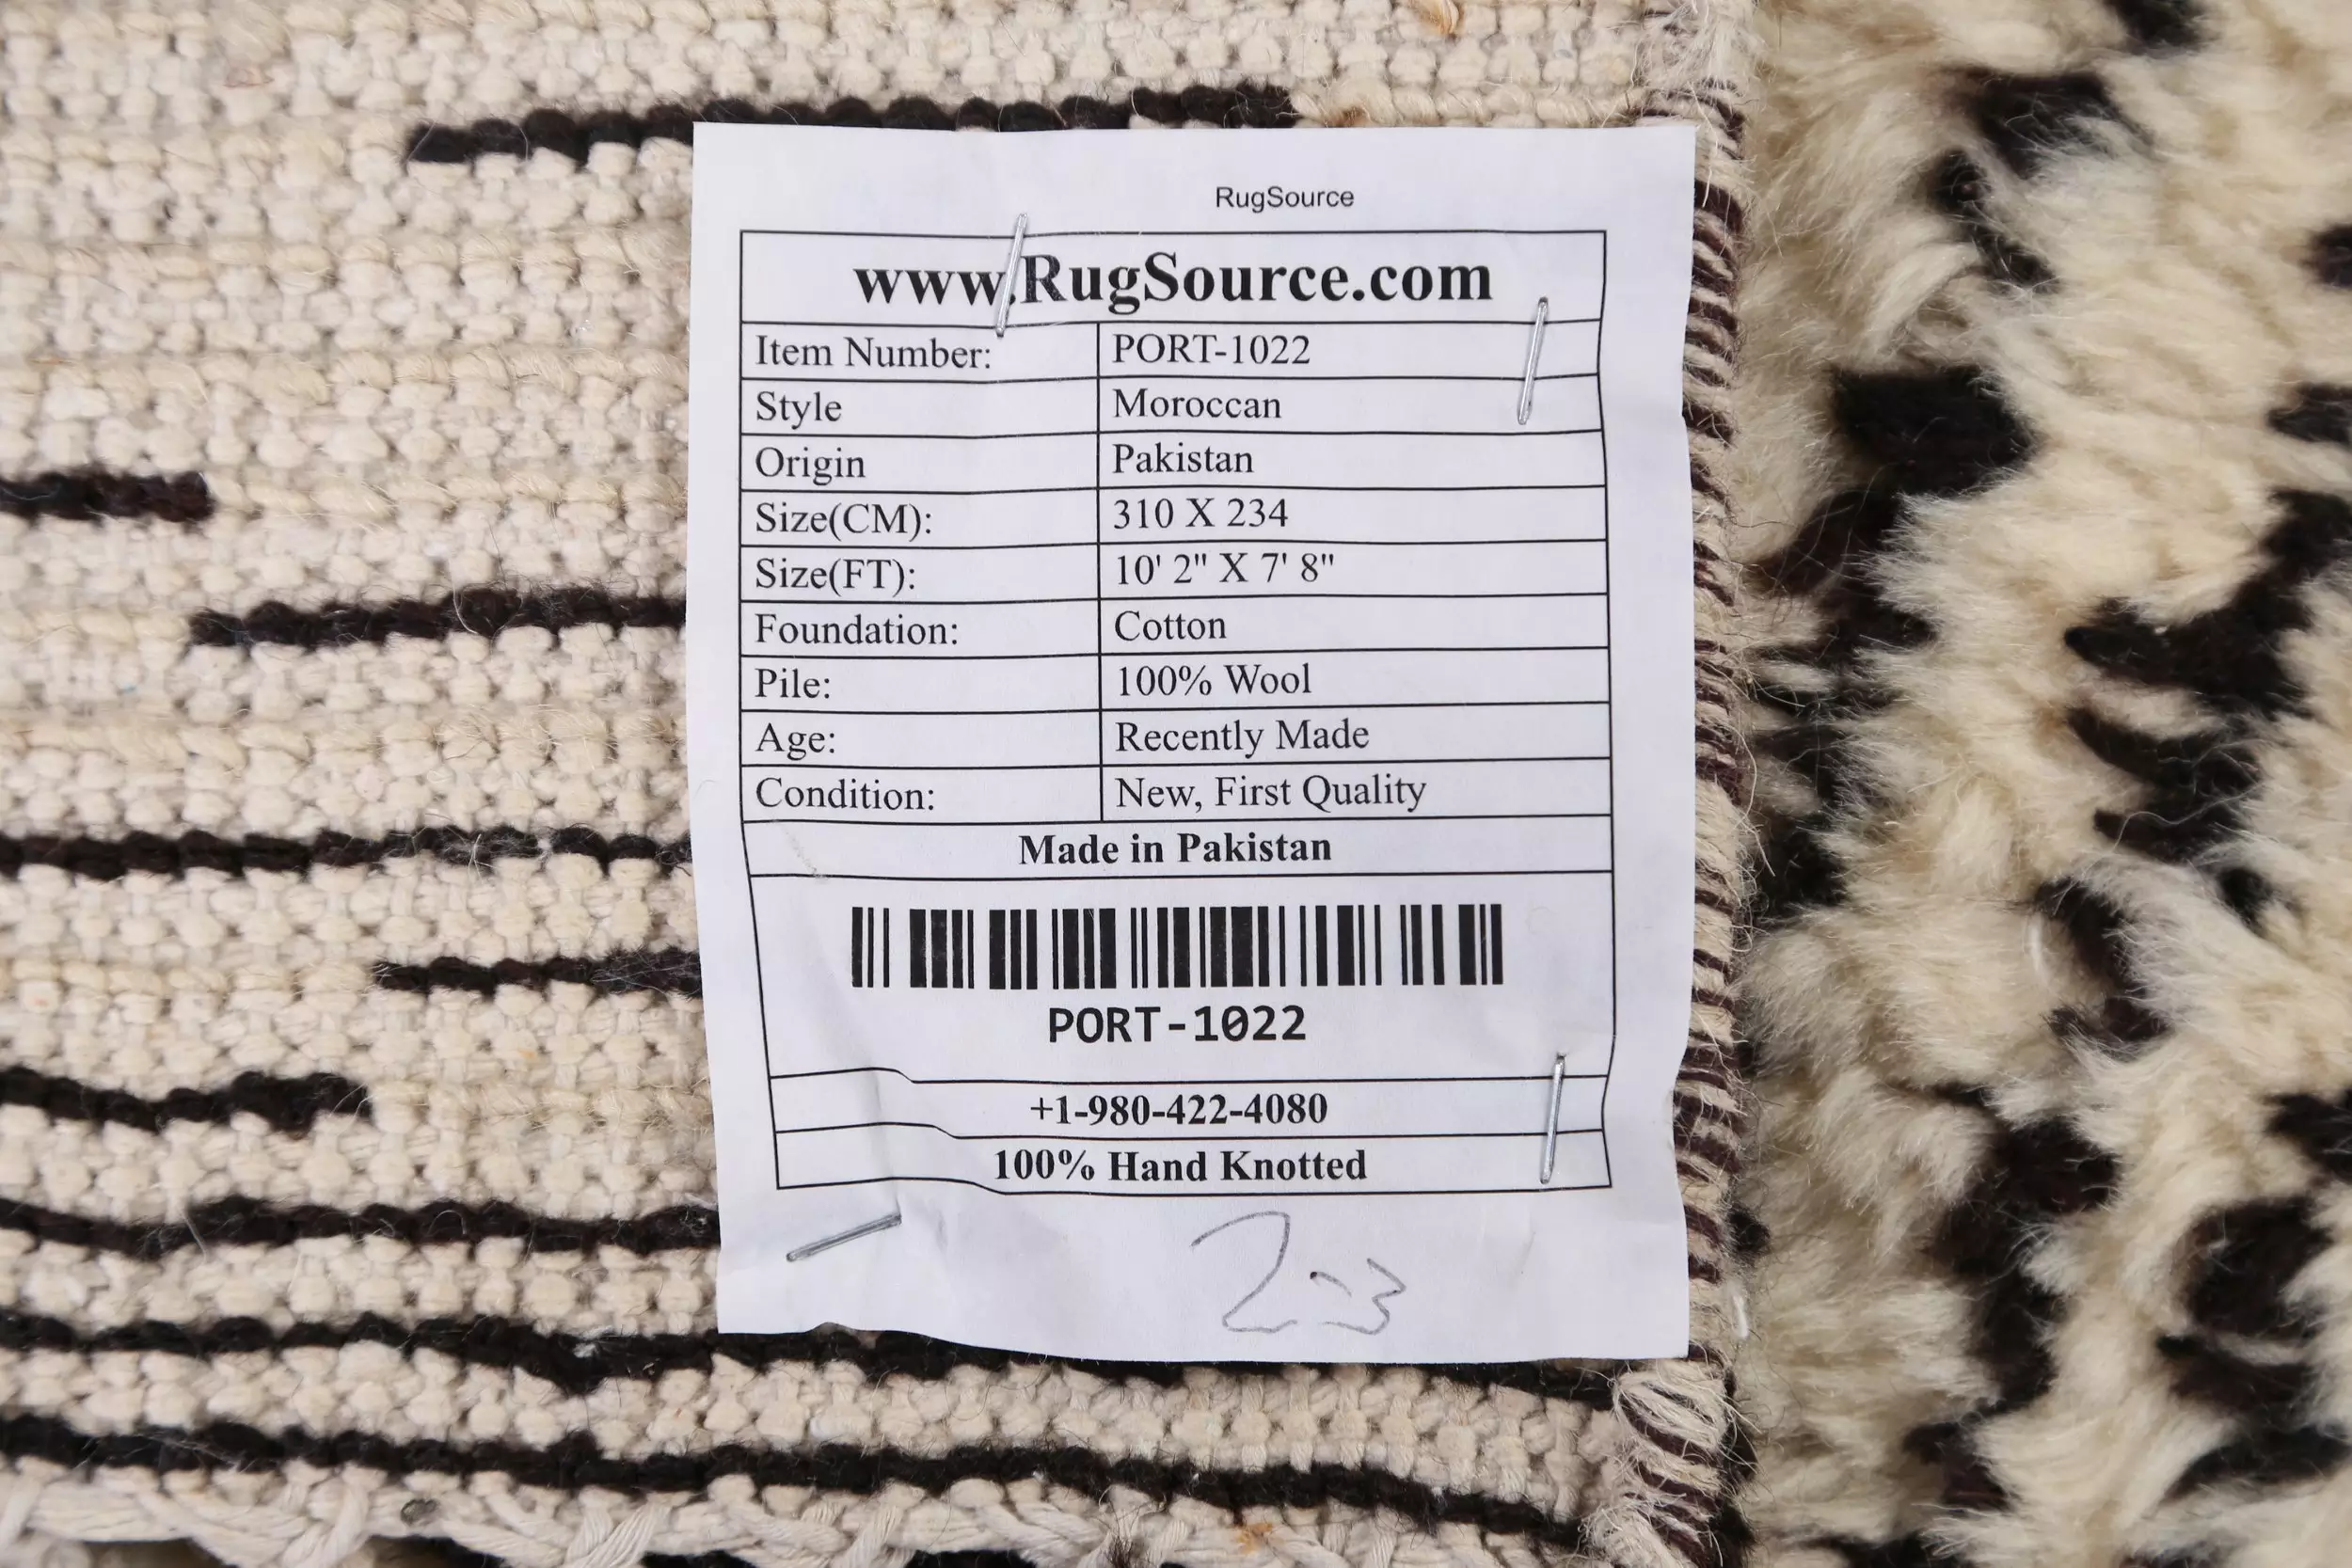 RugSource
www.RugSource.com
Item Number: PORT-1022
Style Moroccan
Origin Pakistan
Size(CM): 310 X 234
Size(FT): 10' 2" X 7' 8"
Foundation: Cotton
Pile: 100% Wool
Age: Recently Made
Condition: New, First Quality
Made in Pakistan
PORT-1022
+1-980-422-4080
100% Hand Knotted